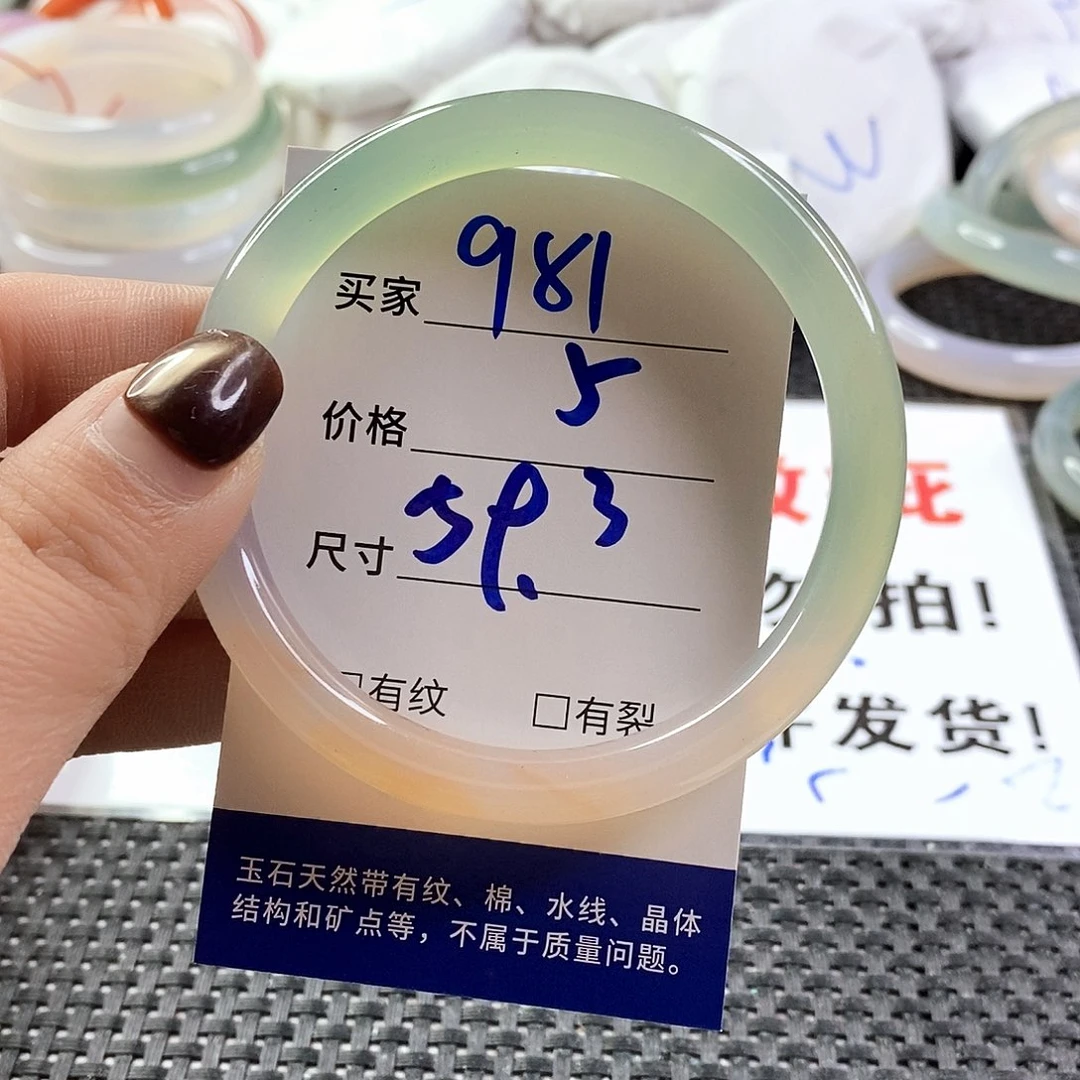 买家 981
价格 5
尺寸 59.3
有纹 □有裂
玉石天然带有纹、棉、水线、晶体
结构和矿点等，不属于质量问题。
拍！
发货！